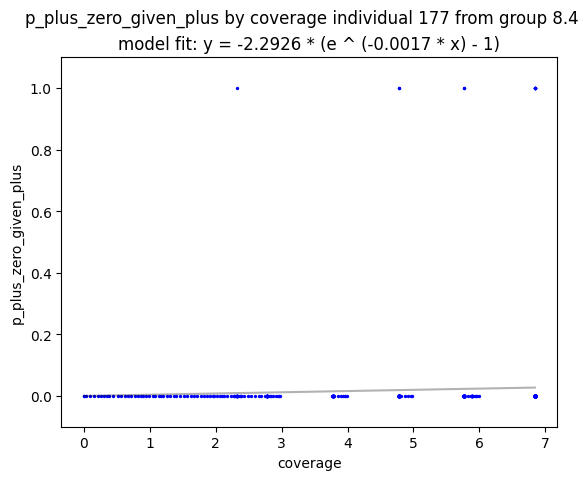 p_plus_zero_given_plus by coverage individual 177 from group 8.4
model fit: y = -2.2926 * (e ^ (-0.0017 * x) - 1)
1.0
0.8
0.6
0.4
0.2
0.0
p_plus_zero_given_plus
0 1 2 3 4 5 6 7
coverage